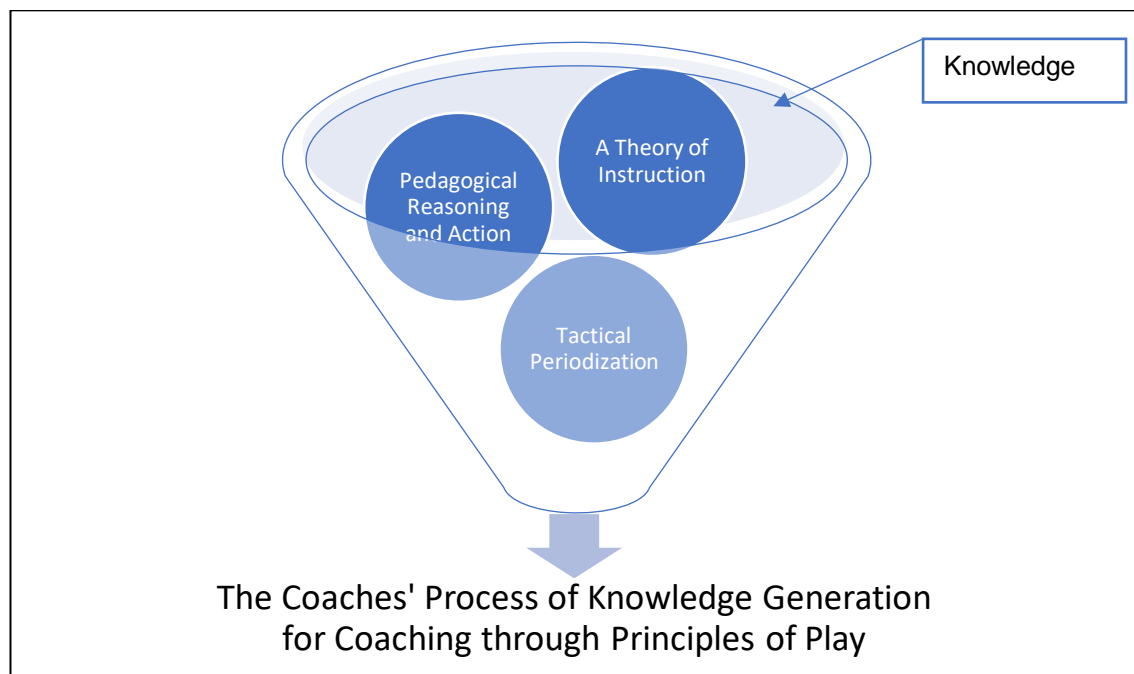 Knowledge
A Theory of
Instruction
Pedagogical
Reasoning
and Action
Tactical
Periodization
The Coaches' Process of Knowledge Generation
for Coaching through Principles of Play